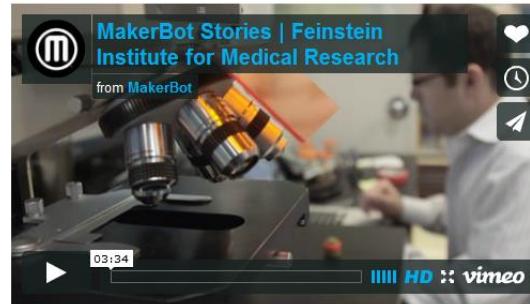 MakerBot Stories | Feinstein
Institute for Medical Research
from MakerBot
03:34
HD
vimeo